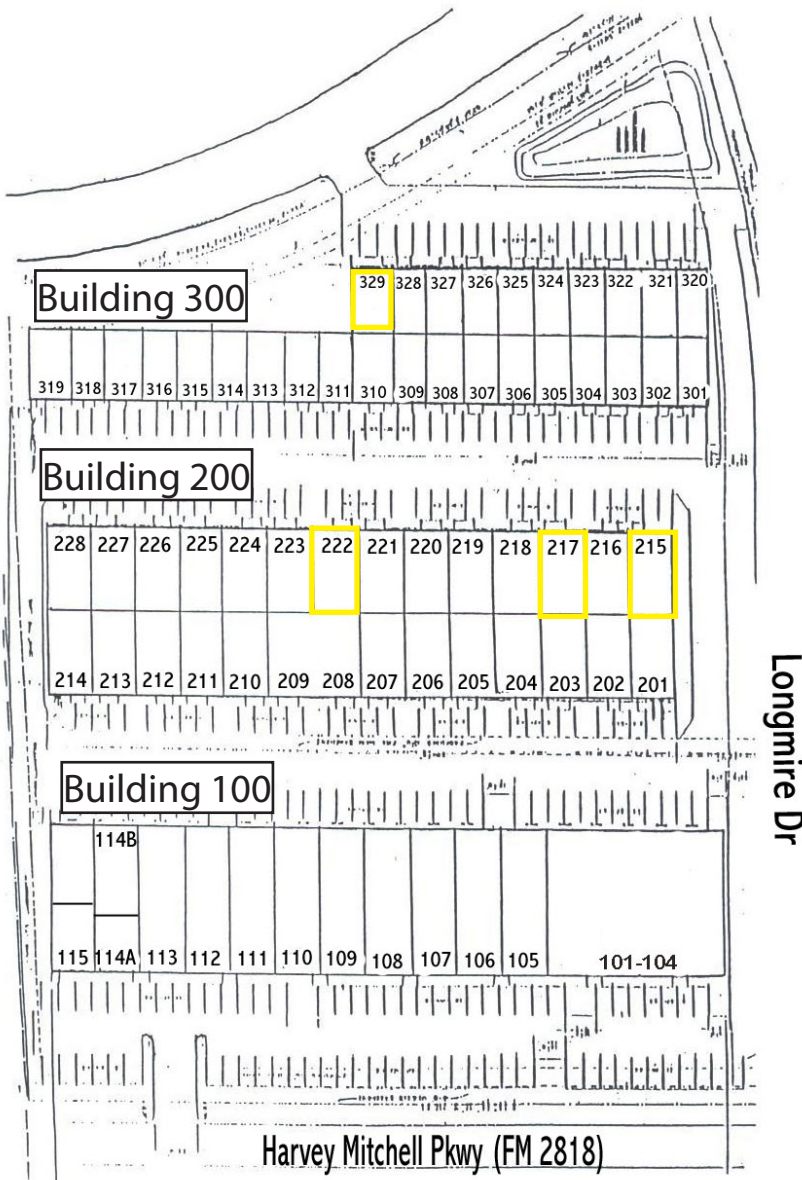 Building 300
329 328 327 326 325 324 323 322 321 320
319 318 317 316 315 314 313 312 311 310 309 308 307 306 305 304 303 302 301
Building 200
228 227 226 225 224 223 222 221 220 219 218 217 216 215
214 213 212 211 210 209 208 207 206 205 204 203 202 201
Longmire Dr
Building 100
114B
115 114A 113 112 111 110 109 108 107 106 105 101-104
Harvey Mitchell Pkwy (FM 2818)